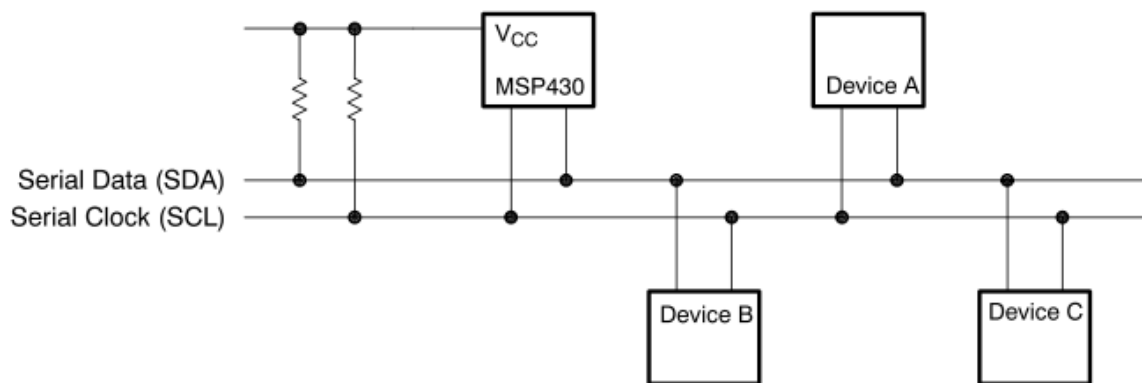 VCC
MSP430
Device A
Serial Data (SDA)
Serial Clock (SCL)
Device B
Device C